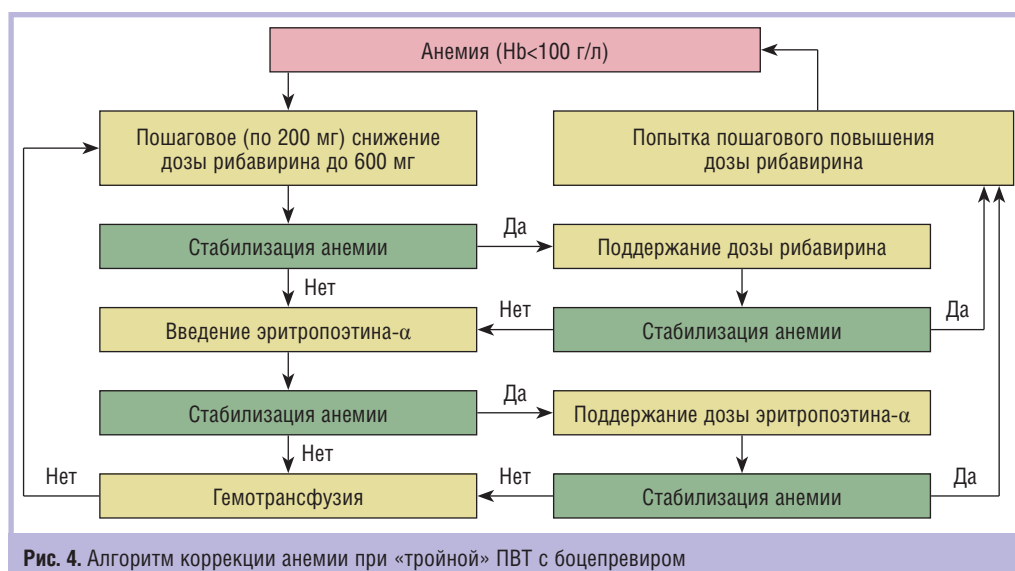 Анемия (Hb<100 г/л)
Пошаговое (по 200 мг) снижение
дозы рибавирина до 600 мг
Попытка пошагового повышения
дозы рибавирина
Стабилизация анемии
Да
Поддержание дозы рибавирина
Нет
Введение эритропоэтина-α
Нет
Стабилизация анемии
Да
Стабилизация анемии
Да
Поддержание дозы эритропоэтина-α
Нет
Нет
Гемотрансфузия
Нет
Стабилизация анемии
Да
Рис. 4. Алгоритм коррекции анемии при «тройной» ПВТ с боцепревиром